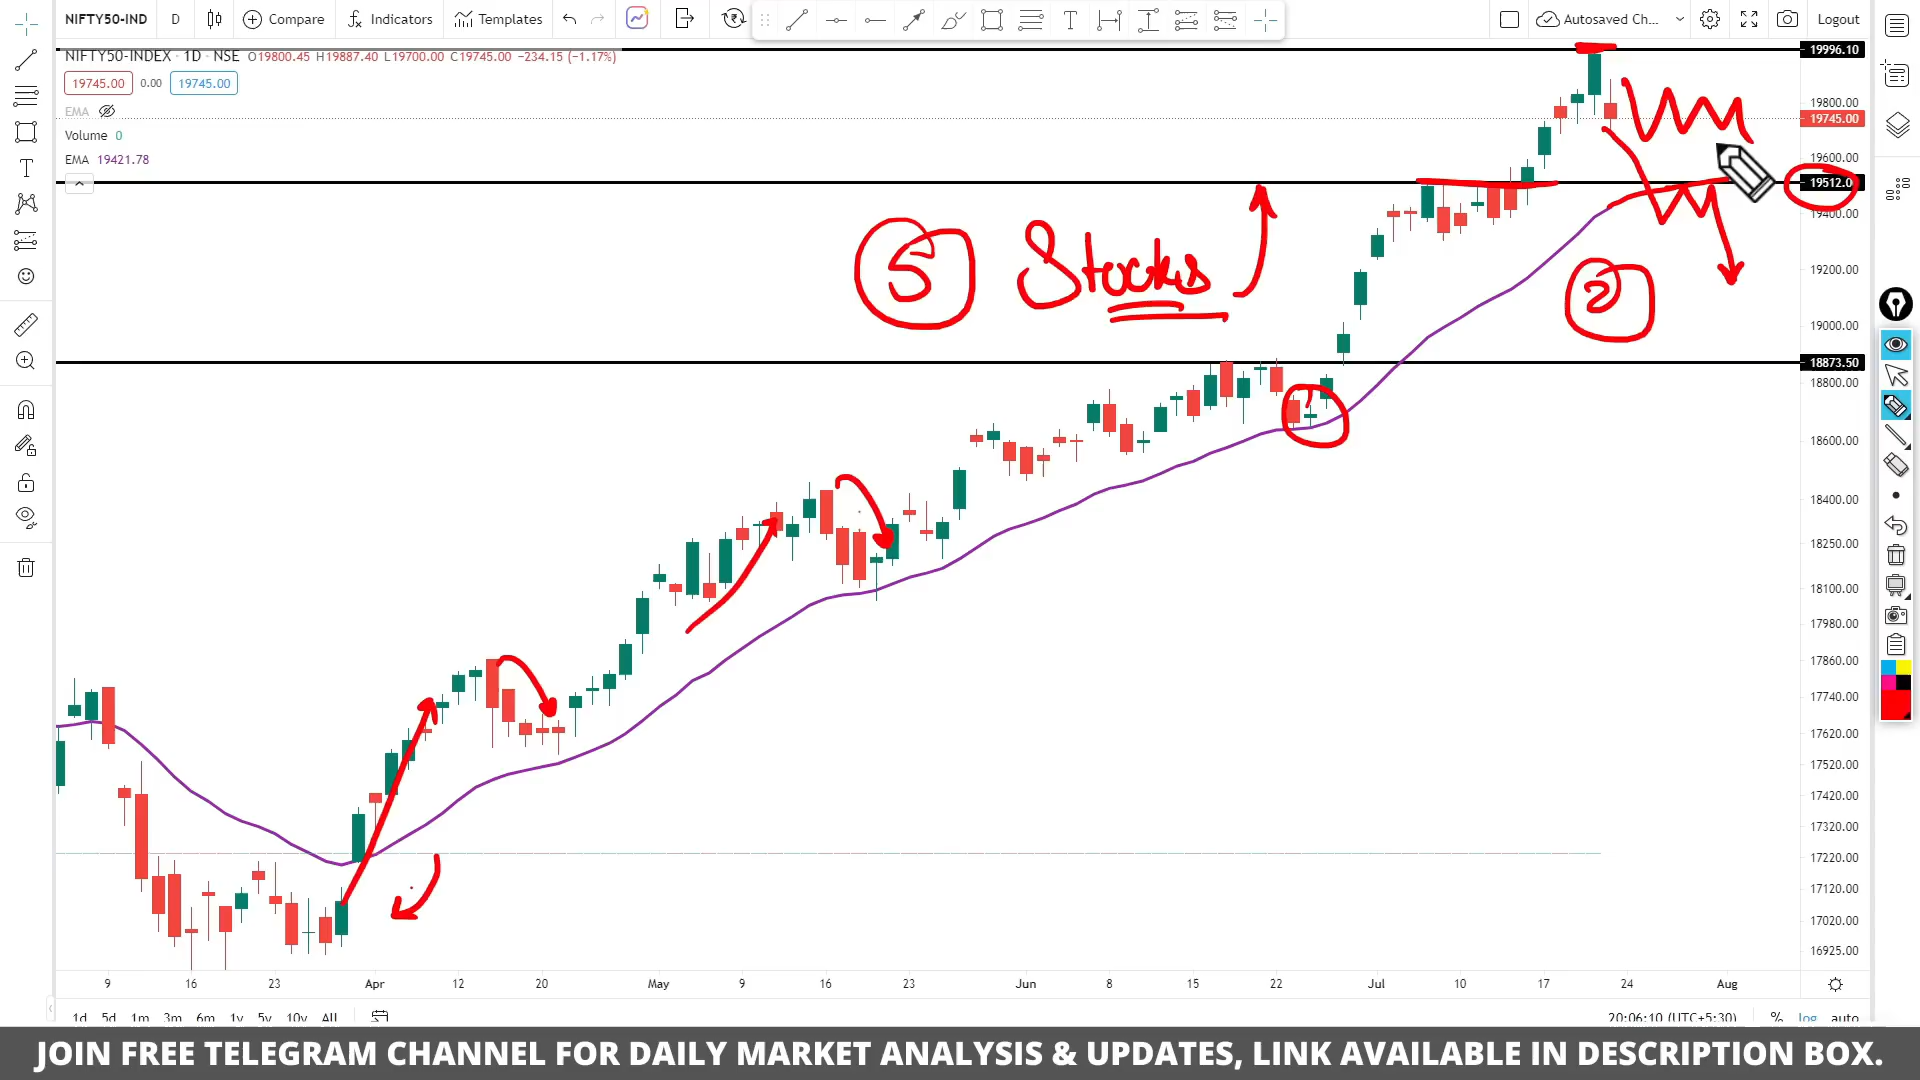 NIFTY50-IND D Compare Indicators Templates Autosaved Ch... Logout
NIFTY50-INDEX · 1D · NSE O19800.45 H19887.40 L19700.00 C19745.00 −234.15 (−1.17%)
19745.00 0.00 19745.00
EMA
Volume 0
EMA 19421.78
19996.10
19800.00
19745.00
19600.00
19512.0
19400.00
19200.00
19000.00
18873.50
18800.00
18600.00
18400.00
18250.00
18100.00
17980.00
17860.00
17740.00
17620.00
17520.00
17420.00
17320.00
17220.00
17120.00
17020.00
16925.00
5 Stocks
2
9 16 23 Apr 12 20 May 9 16 23 Jun 8 15 22 Jul 10 17 24 Aug
1d 5d 1m 3m 6m 1y 5y 10y All 20:06:10 (UTC+5:30) % log auto
JOIN FREE TELEGRAM CHANNEL FOR DAILY MARKET ANALYSIS & UPDATES, LINK AVAILABLE IN DESCRIPTION BOX.